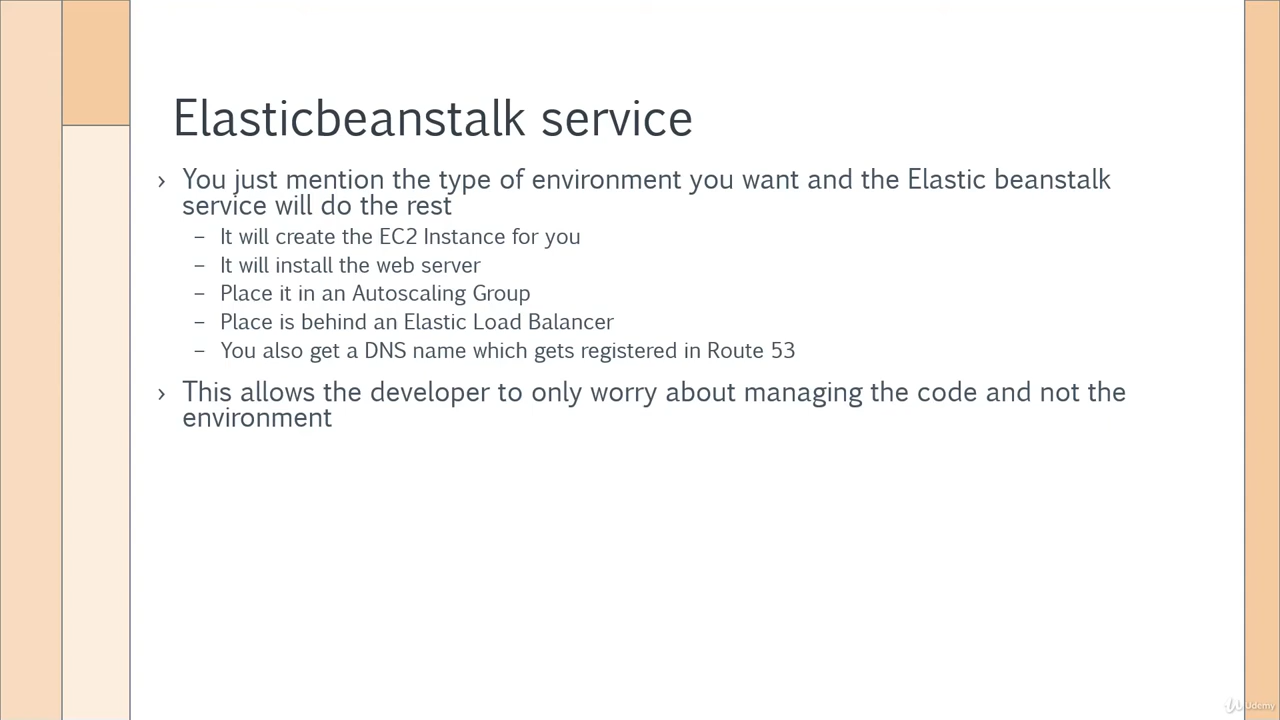 Elasticbeanstalk service
› You just mention the type of environment you want and the Elastic beanstalk
service will do the rest
– It will create the EC2 Instance for you
– It will install the web server
– Place it in an Autoscaling Group
– Place is behind an Elastic Load Balancer
– You also get a DNS name which gets registered in Route 53
› This allows the developer to only worry about managing the code and not the
environment
Udemy